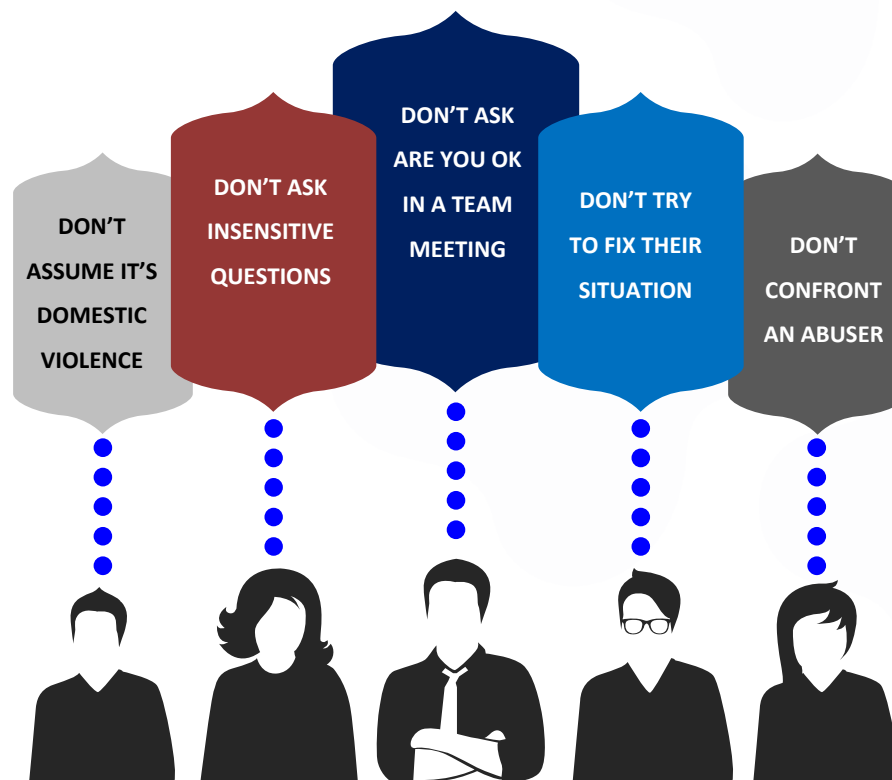 DON'T
ASSUME IT'S
DOMESTIC
VIOLENCE
DON'T ASK
INSENSITIVE
QUESTIONS
DON'T ASK
ARE YOU OK
IN A TEAM
MEETING
DON'T TRY
TO FIX THEIR
SITUATION
DON'T
CONFRONT
AN ABUSER